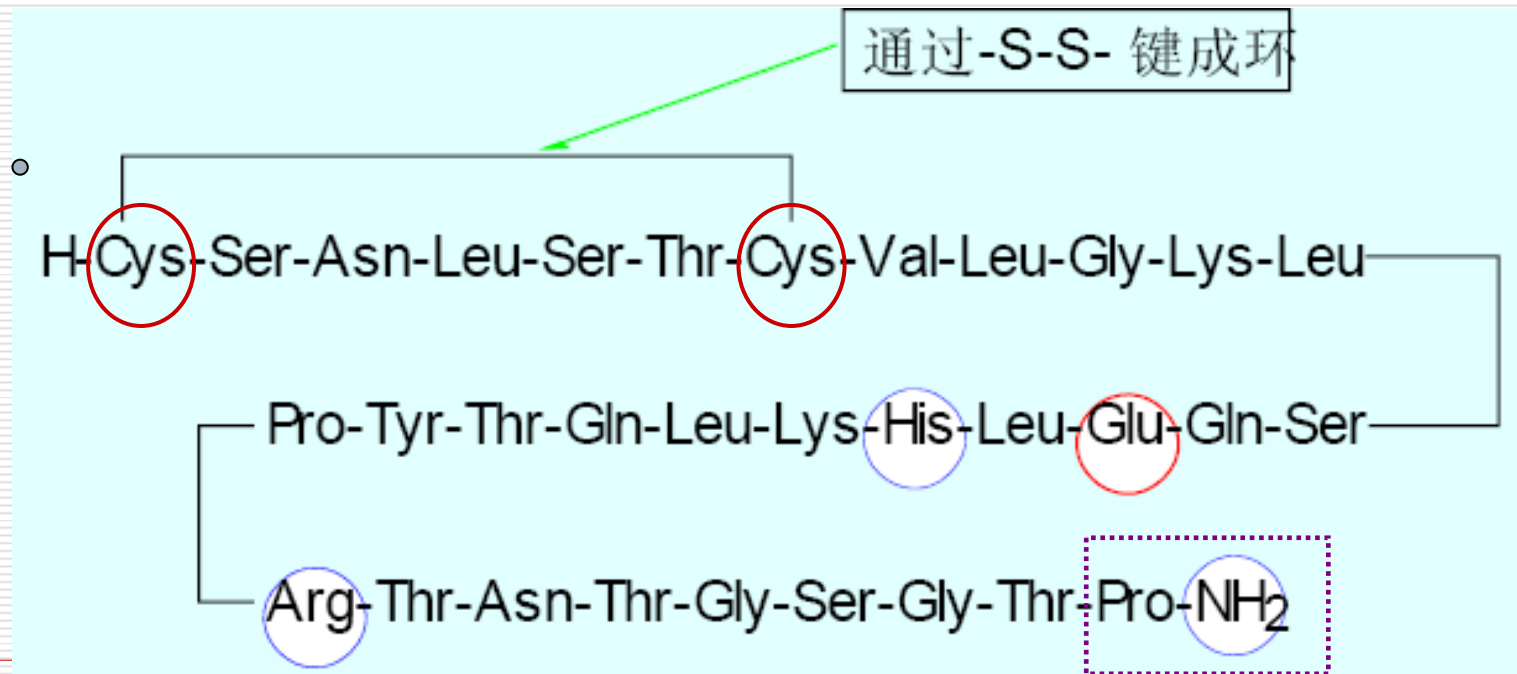 通过-S-S- 键成环
H-Cys-Ser-Asn-Leu-Ser-Thr-Cys-Val-Leu-Gly-Lys-Leu
Pro-Tyr-Thr-Gln-Leu-Lys-His-Leu-Glu-Gln-Ser
Arg-Thr-Asn-Thr-Gly-Ser-Gly-Thr-Pro-NH2